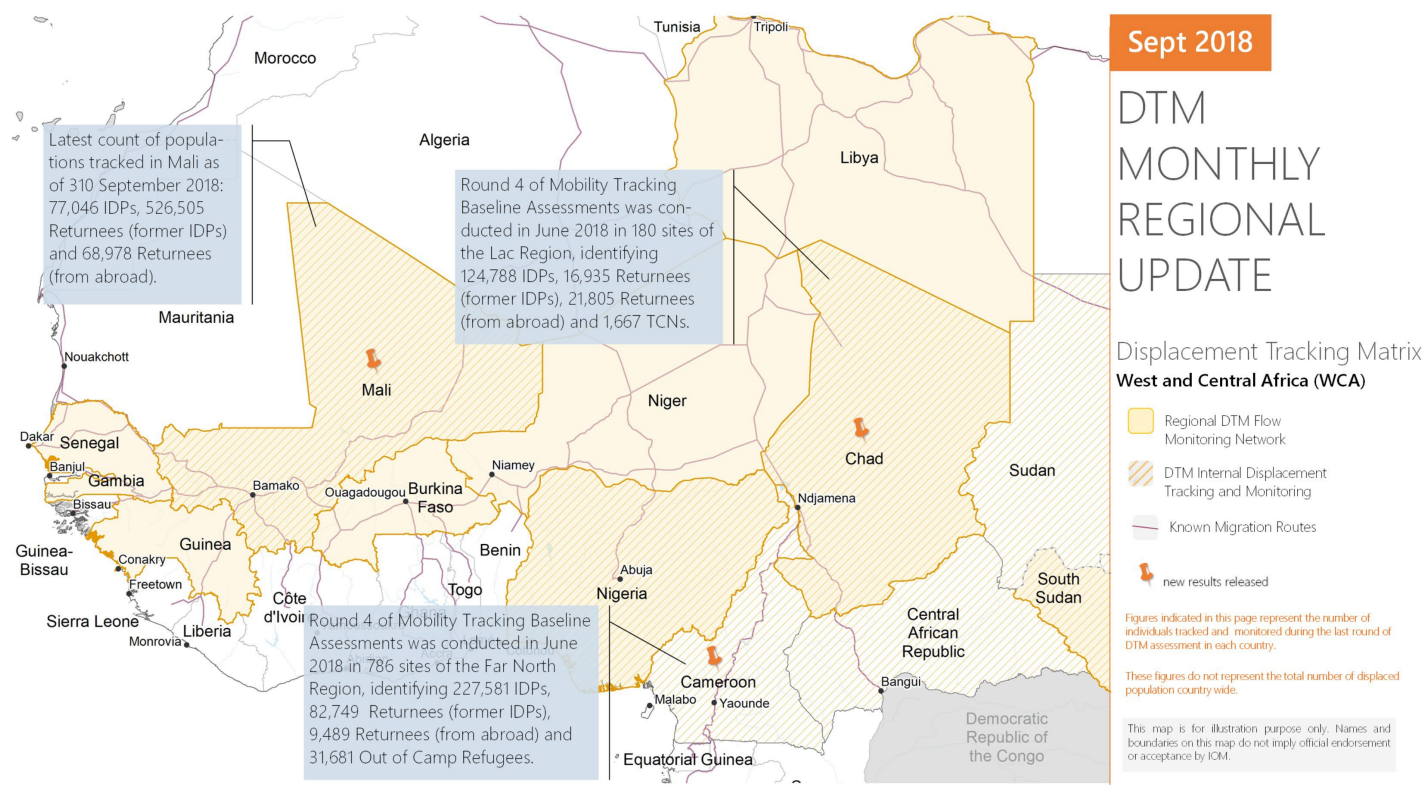 Sept 2018
DTM
MONTHLY
REGIONAL
UPDATE
Displacement Tracking Matrix
West and Central Africa (WCA)
Regional DTM Flow
Monitoring Network
DTM Internal Displacement
Tracking and Monitoring
Known Migration Routes
new results released
Figures indicated in this page represent the number of
individuals tracked and monitored during the last round of
DTM assessment in each country.
These figures do not represent the total number of displaced
population country wide.
This map is for illustration purpose only. Names and
boundaries on this map do not imply official endorsement
or acceptance by IOM.
Latest count of popula-
tions tracked in Mali as
of 310 September 2018:
77,046 IDPs, 526,505
Returnees (former IDPs)
and 68,978 Returnees
(from abroad).
Round 4 of Mobility Tracking
Baseline Assessments was con-
ducted in June 2018 in 180 sites of
the Lac Region, identifying
124,788 IDPs, 16,935 Returnees
(former IDPs), 21,805 Returnees
(from abroad) and 1,667 TCNs.
Round 4 of Mobility Tracking Baseline
Assessments was conducted in June
2018 in 786 sites of the Far North
Region, identifying 227,581 IDPs,
82,749 Returnees (former IDPs),
9,489 Returnees (from abroad) and
31,681 Out of Camp Refugees.
Tunisia
Tripoli
Morocco
Algeria
Libya
Mauritania
Nouakchott
Mali
Niger
Chad
Sudan
Dakar
Senegal
Banjul
Gambia
Bamako
Niamey
Ouagadougou
Burkina
Faso
Ndjamena
Bissau
Guinea-
Bissau
Guinea
Benin
Conakry
Freetown
Sierra Leone
Togo
Abuja
Nigeria
South
Sudan
Côte
d'Ivoir
Ghana
Liberia
Monrovia
Central
African
Republic
Cameroon
Malabo
Yaounde
Bangui
Equatorial Guinea
Democratic
Republic of
the Congo